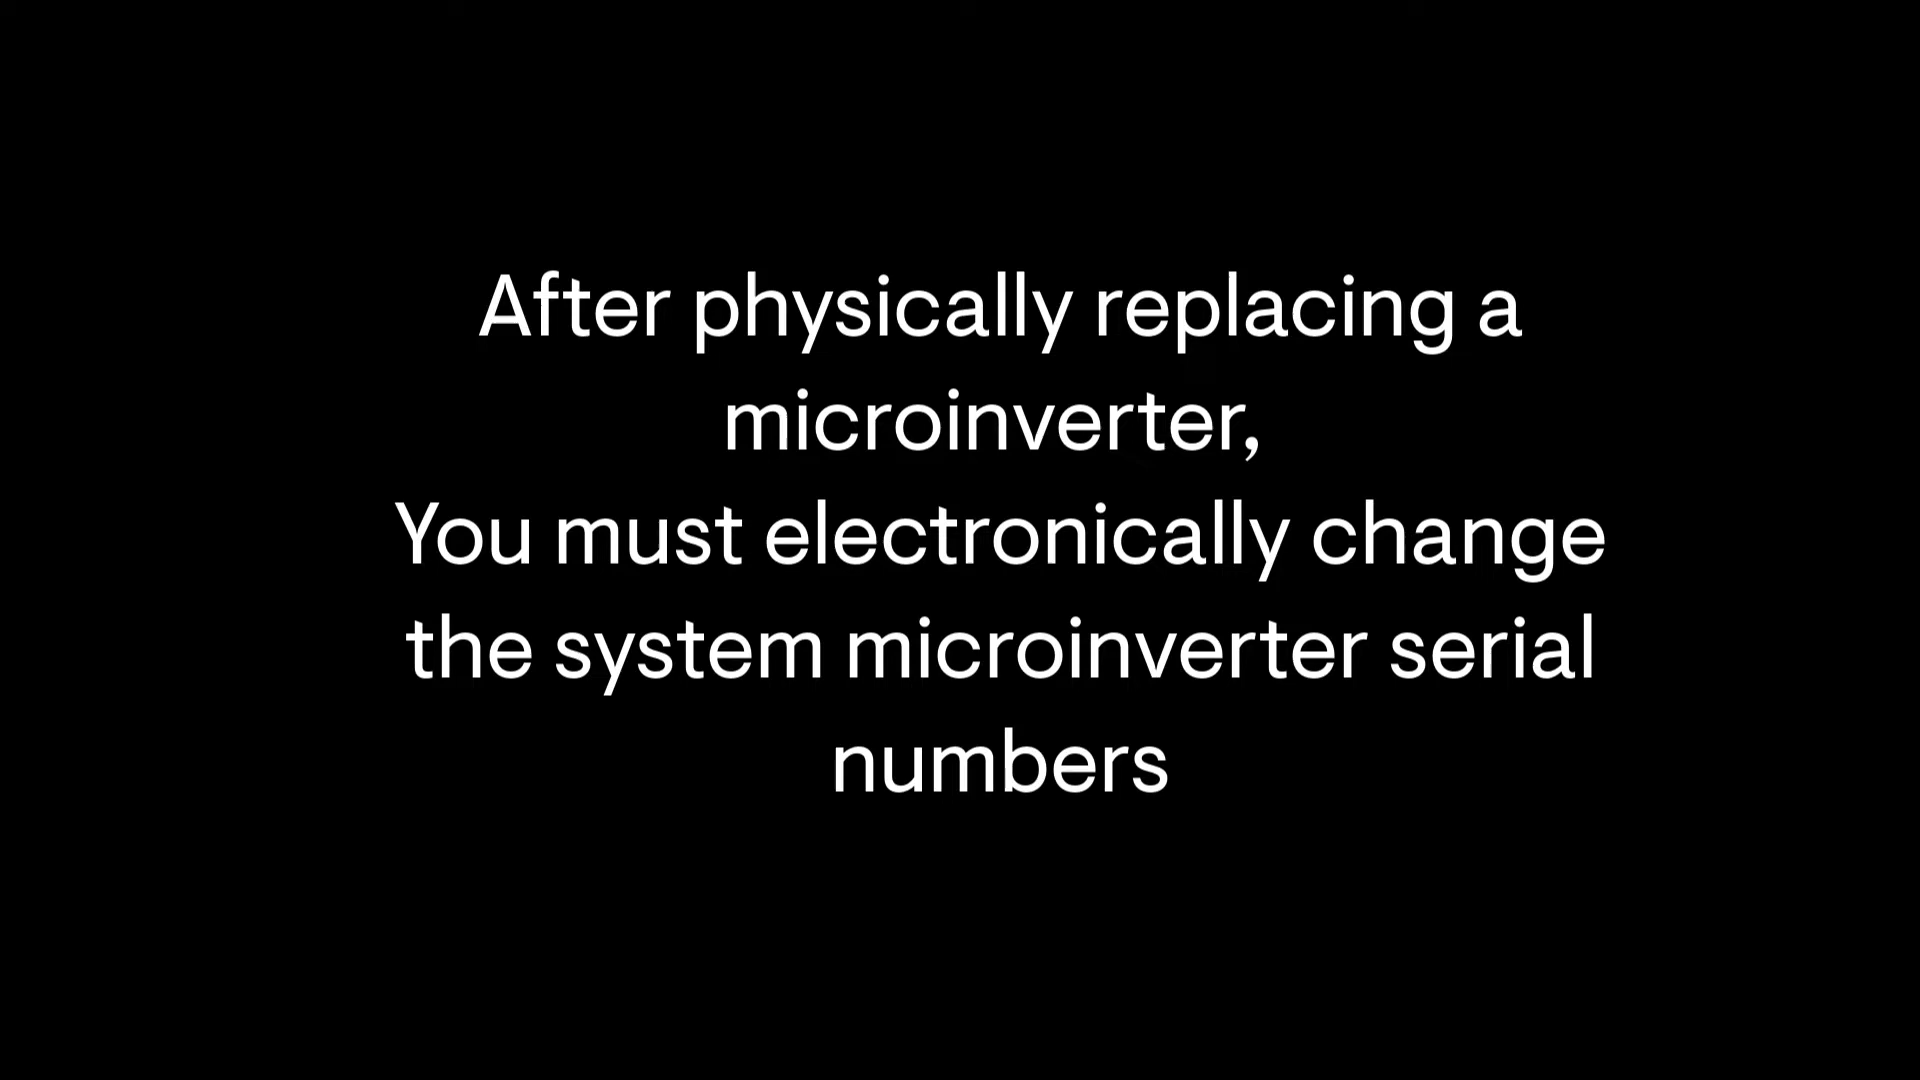 After physically replacing a
microinverter,
You must electronically change
the system microinverter serial
numbers